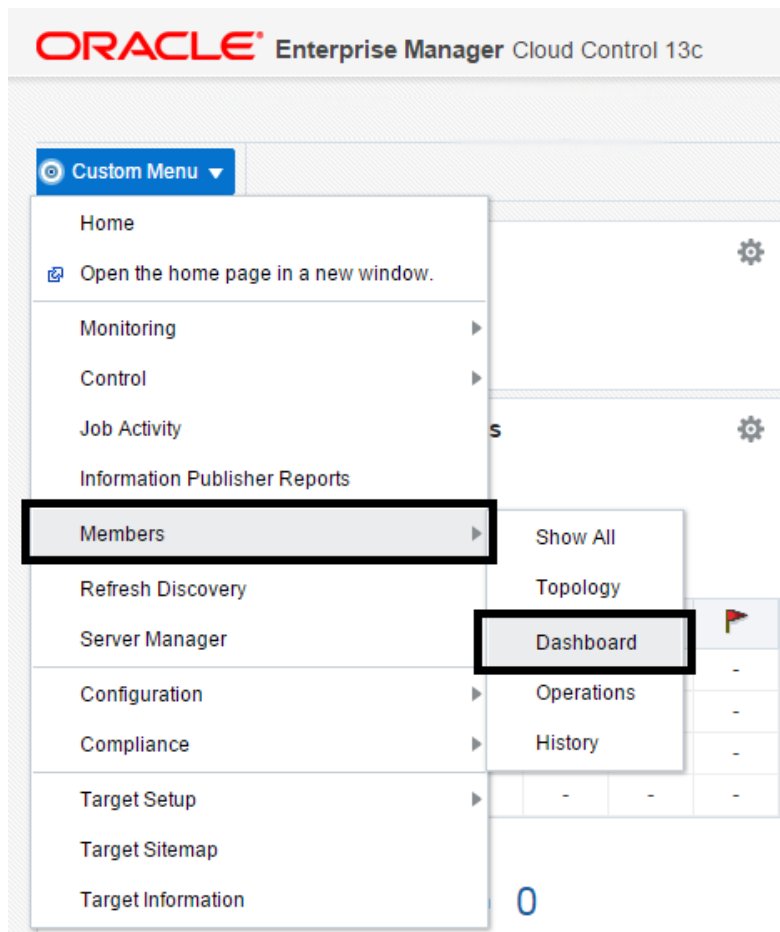 ORACLE Enterprise Manager Cloud Control 13c
Custom Menu
Home
Open the home page in a new window.
Monitoring
Control
Job Activity
s
Information Publisher Reports
Members
Show All
Topology
Refresh Discovery
Server Manager
Dashboard
-
Configuration
Operations
-
Compliance
History
-
Target Setup
- - -
Target Sitemap
Target Information
0